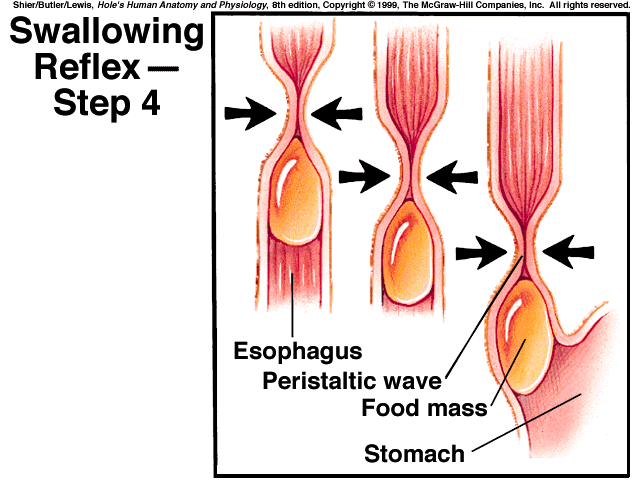 Shier/Butler/Lewis, Hole's Human Anatomy and Physiology, 8th edition, Copyright © 1999, The McGraw-Hill Companies, Inc. All rights reserved.
Swallowing
Reflex —
Step 4
Esophagus
Peristaltic wave
Food mass
Stomach